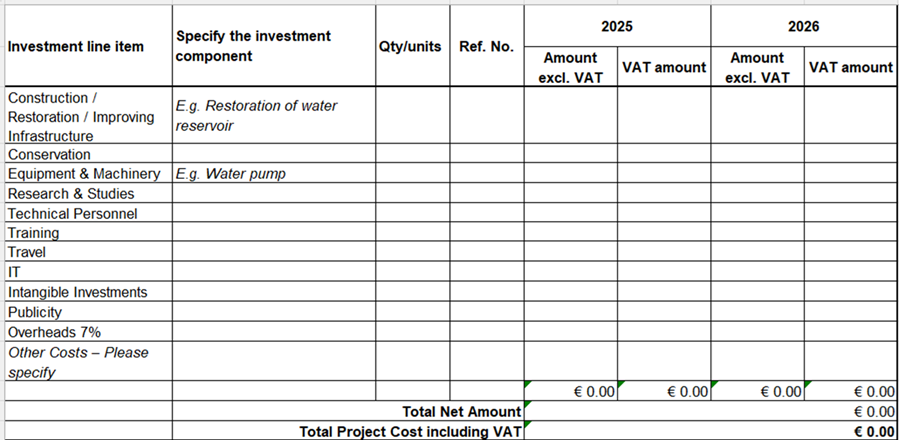 2025 2026
Investment line item Specify the investment component Qty/units Ref. No. Amount excl. VAT VAT amount Amount excl. VAT VAT amount
Construction /
Restoration / Improving
Infrastructure
E.g. Restoration of water
reservoir
Conservation
Equipment & Machinery E.g. Water pump
Research & Studies
Technical Personnel
Training
Travel
IT
Intangible Investments
Publicity
Overheads 7%
Other Costs – Please
specify
€ 0.00 € 0.00 € 0.00 € 0.00
Total Net Amount € 0.00
Total Project Cost including VAT € 0.00